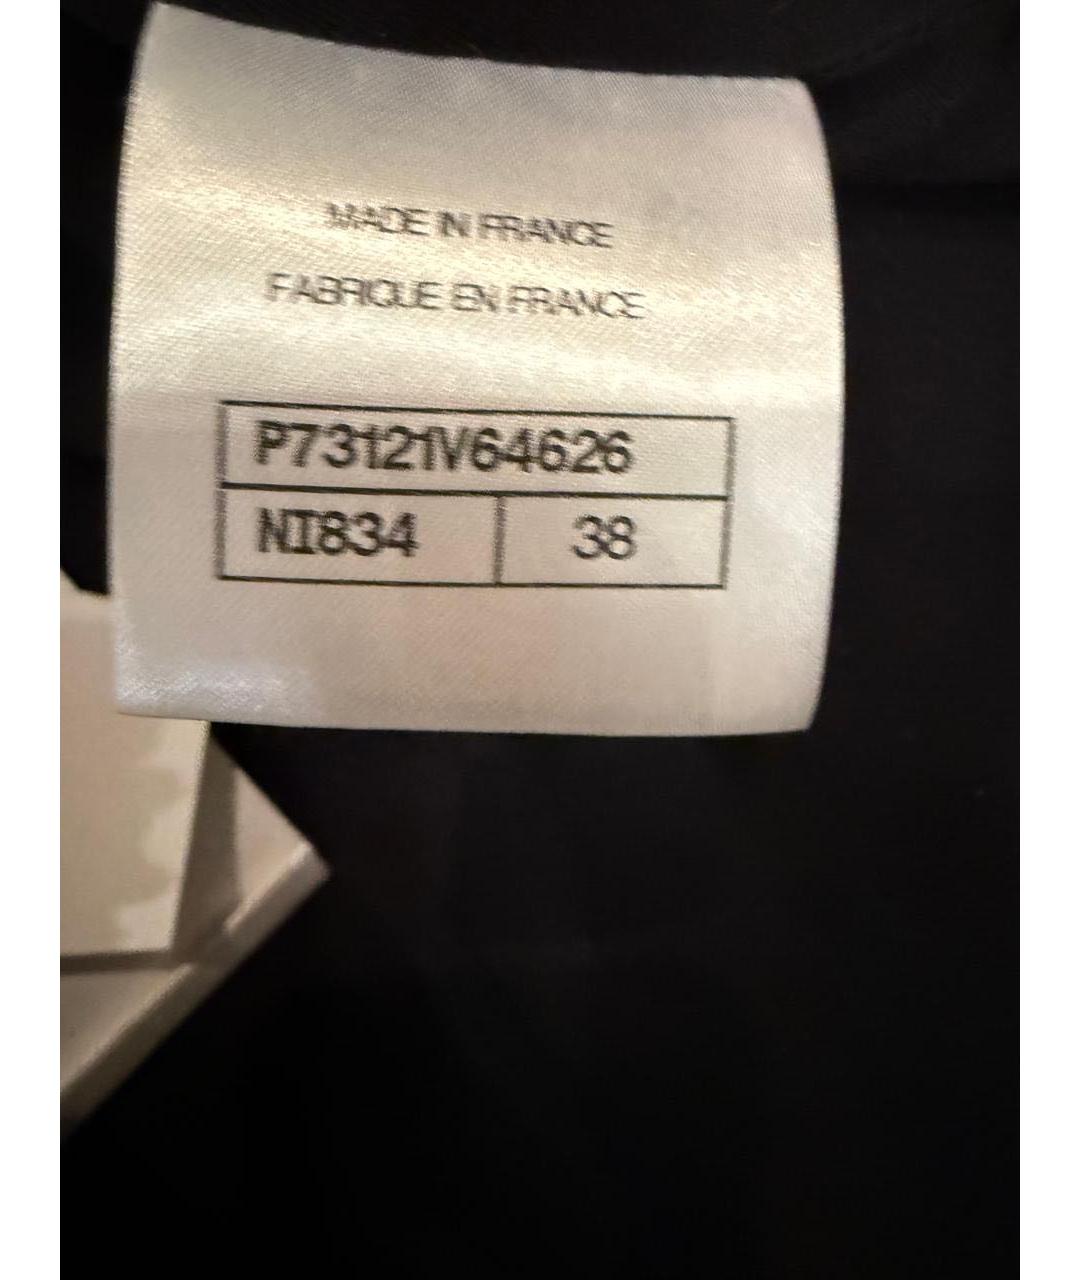 MADE IN FRANCE
FABRIQUE EN FRANCE
P73121V64626
NI834 38